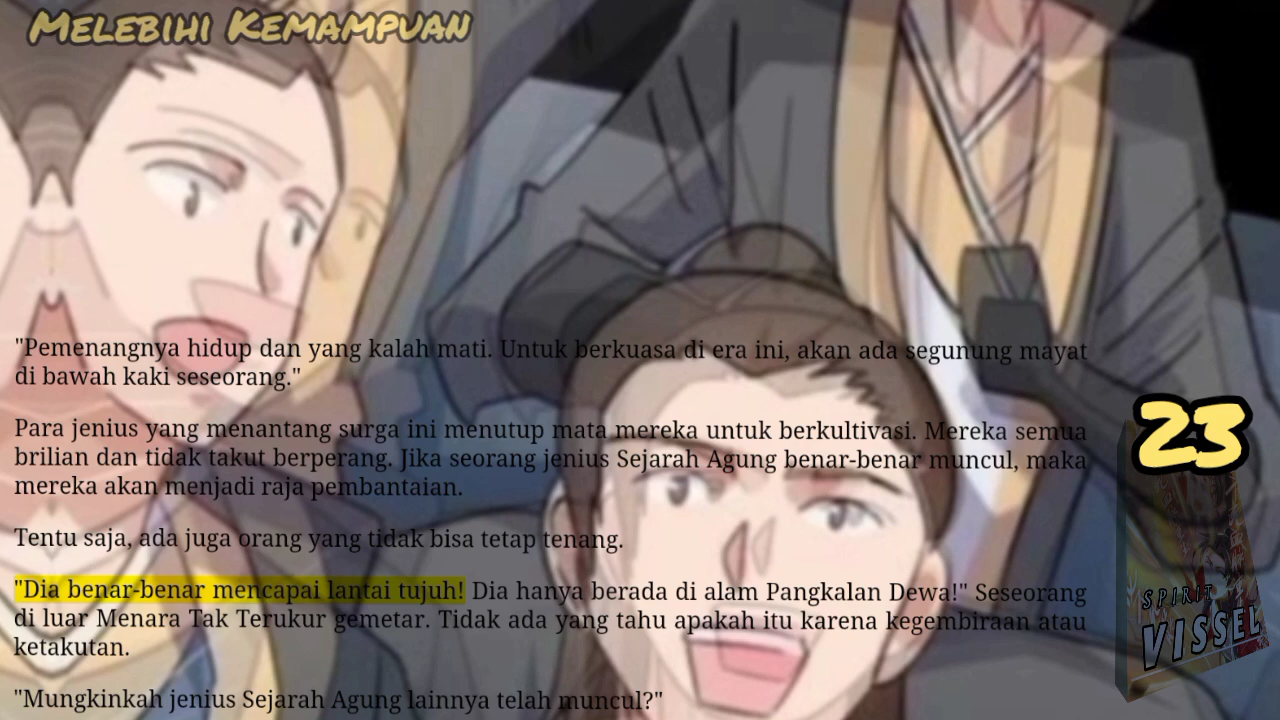 Melebihi Kemampuan
"Pemenangnya hidup dan yang kalah mati. Untuk berkuasa di era ini, akan ada segunung mayat
di bawah kaki seseorang."
Para jenius yang menantang surga ini menutup mata mereka untuk berkultivasi. Mereka semua
brilian dan tidak takut berperang. Jika seorang jenius Sejarah Agung benar-benar muncul, maka
mereka akan menjadi raja pembantaian.
Tentu saja, ada juga orang yang tidak bisa tetap tenang.
"Dia benar-benar mencapai lantai tujuh! Dia hanya berada di alam Pangkalan Dewa!" Seseorang
di luar Menara Tak Terukur gemetar. Tidak ada yang tahu apakah itu karena kegembiraan atau
ketakutan.
"Mungkinkah jenius Sejarah Agung lainnya telah muncul?"
23
SPIRIT
VISSEL